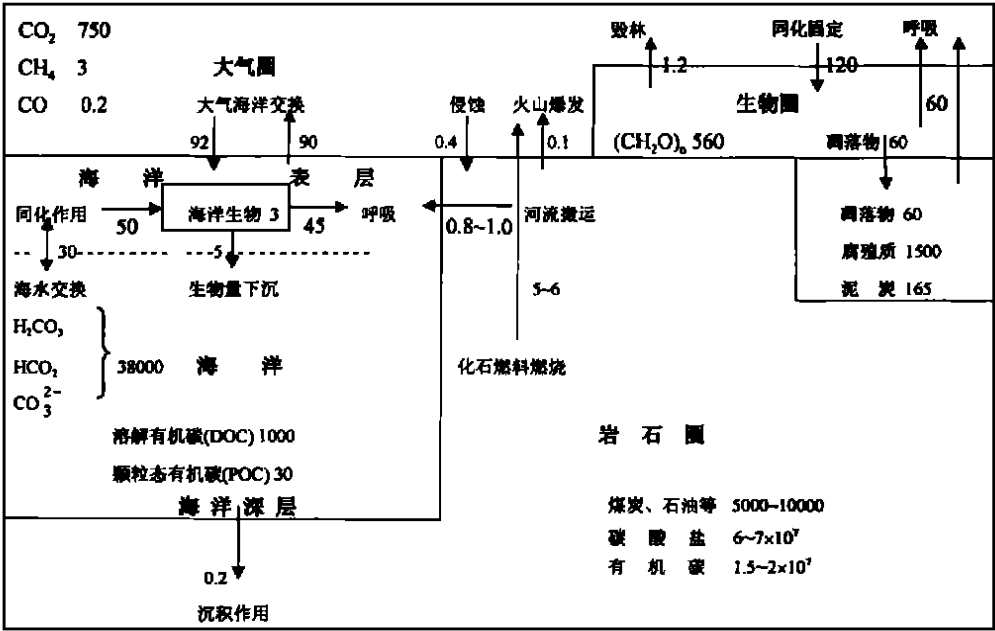 CO₂ 750
CH₄ 3
CO 0.2
大气圈
大气海洋交换
92
90
侵蚀
0.4
火山爆发
0.1
毁林
1.2
同化固定
120
呼吸
60
生物圈
(CH₂O)ₙ 560
凋落物 60
海 洋 表 层
同化作用
50
海洋生物 3
45
呼吸
0.8~1.0
河流搬运
凋落物 60
腐殖质 1500
泥 炭 165
30
5
海水交换
生物量下沉
5~6
H₂CO₃
HCO₂
CO₃²⁻
38000
海 洋
化石燃料燃烧
溶解有机碳(DOC) 1000
颗粒态有机碳(POC) 30
海 洋 深 层
岩 石 圈
煤炭、石油等 5000~10000
碳 酸 盐 6~7×10⁷
有 机 碳 1.5~2×10⁷
0.2
沉积作用